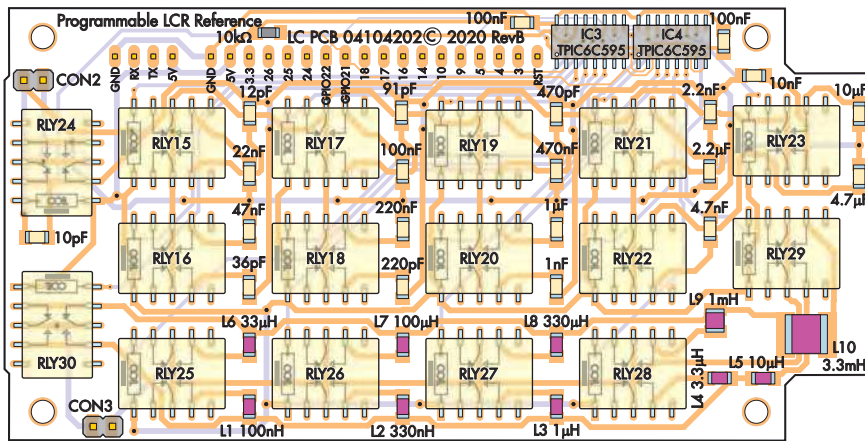 Programmable LCR Reference
10kΩ
LC PCB 04104202 © 2020 RevB
100nF
IC3
TPIC6C595
IC4
TPIC6C595
100nF
CON2
GND
RX
TX
5V
GND
5V
3.3
26
25
24
GPIO22
GPIO21
18
17
16
14
10
9
5
4
3
RST
12pF
91pF
470pF
2.2nF
10nF
10µF
RLY24
RLY15
RLY17
RLY19
RLY21
RLY23
22nF
100nF
470nF
2.2µF
4.7µF
47nF
220nF
1µF
4.7nF
10pF
RLY16
RLY18
RLY20
RLY22
RLY29
36pF
220pF
1nF
L9 1mH
L6 33µH
L7 100µH
L8 330µH
RLY30
RLY25
RLY26
RLY27
RLY28
L4 3.3µH
L5 10µH
L10
3.3mH
CON3
L1 100nH
L2 330nH
L3 1µH